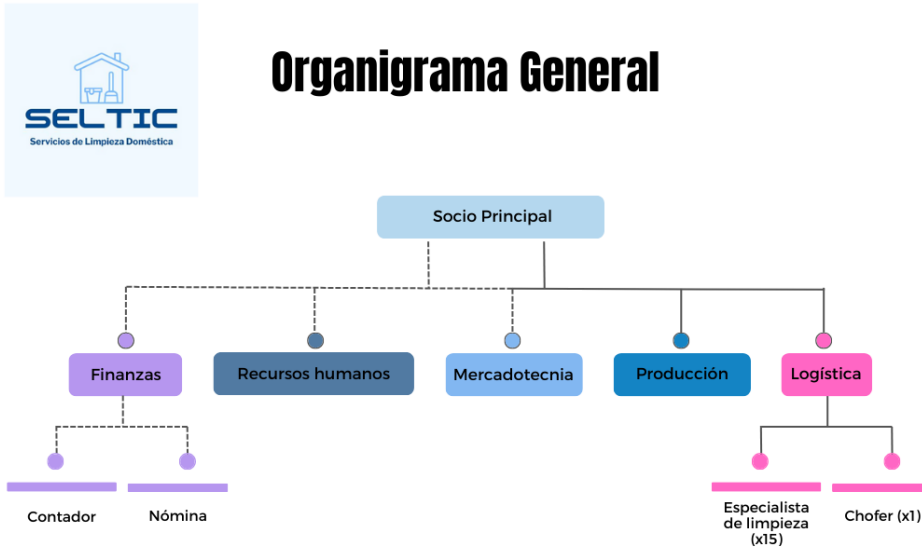 Organigrama General
SELTIC
Servicios de Limpieza Doméstica
Socio Principal
Finanzas
Recursos humanos
Mercadotecnia
Producción
Logística
Contador
Nómina
Especialista
de limpieza
(x15)
Chofer (x1)